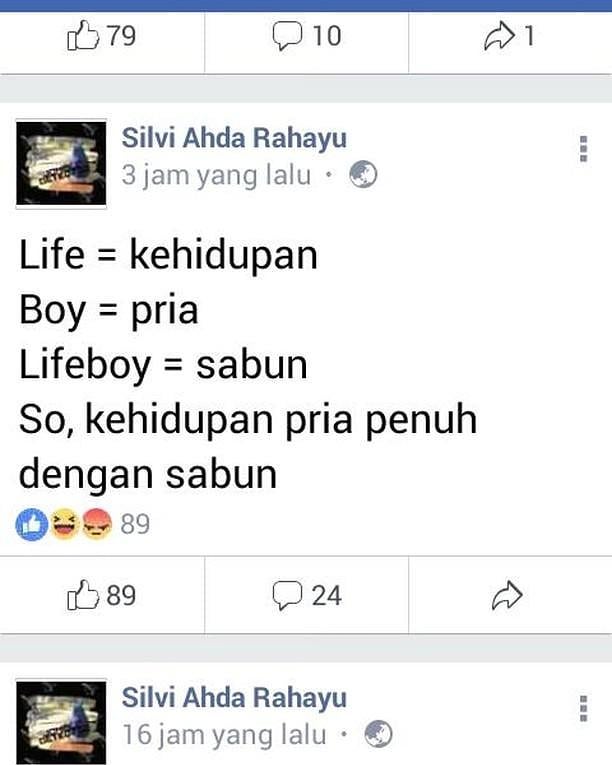 79
10
1
Silvi Ahda Rahayu
3 jam yang lalu ·
Life = kehidupan
Boy = pria
Lifeboy = sabun
So, kehidupan pria penuh
dengan sabun
89
89
24
Silvi Ahda Rahayu
16 jam yang lalu ·